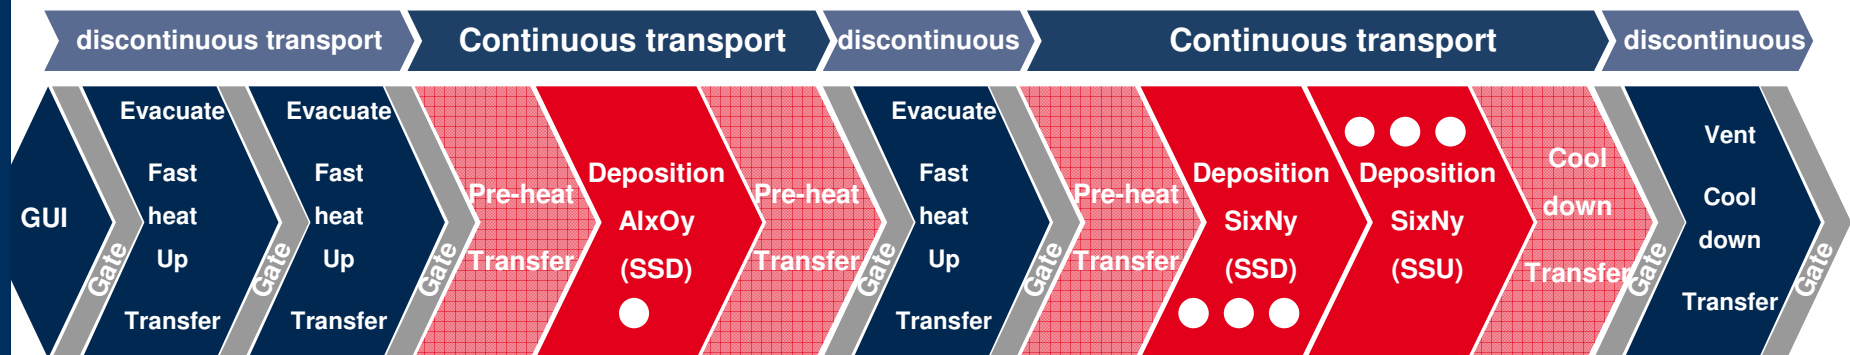 discontinuous transport
Continuous transport
discontinuous
Continuous transport
discontinuous
GUI
Gate
Evacuate
Fast
heat
Up
Transfer
Gate
Evacuate
Fast
heat
Up
Transfer
Gate
Pre-heat
Transfer
Deposition
AlxOy
(SSD)
Pre-heat
Transfer
Gate
Evacuate
Fast
heat
Up
Transfer
Gate
Pre-heat
Transfer
Deposition
SixNy
(SSD)
Deposition
SixNy
(SSU)
Cool
down
Transfer
Gate
Vent
Cool
down
Transfer
Gate